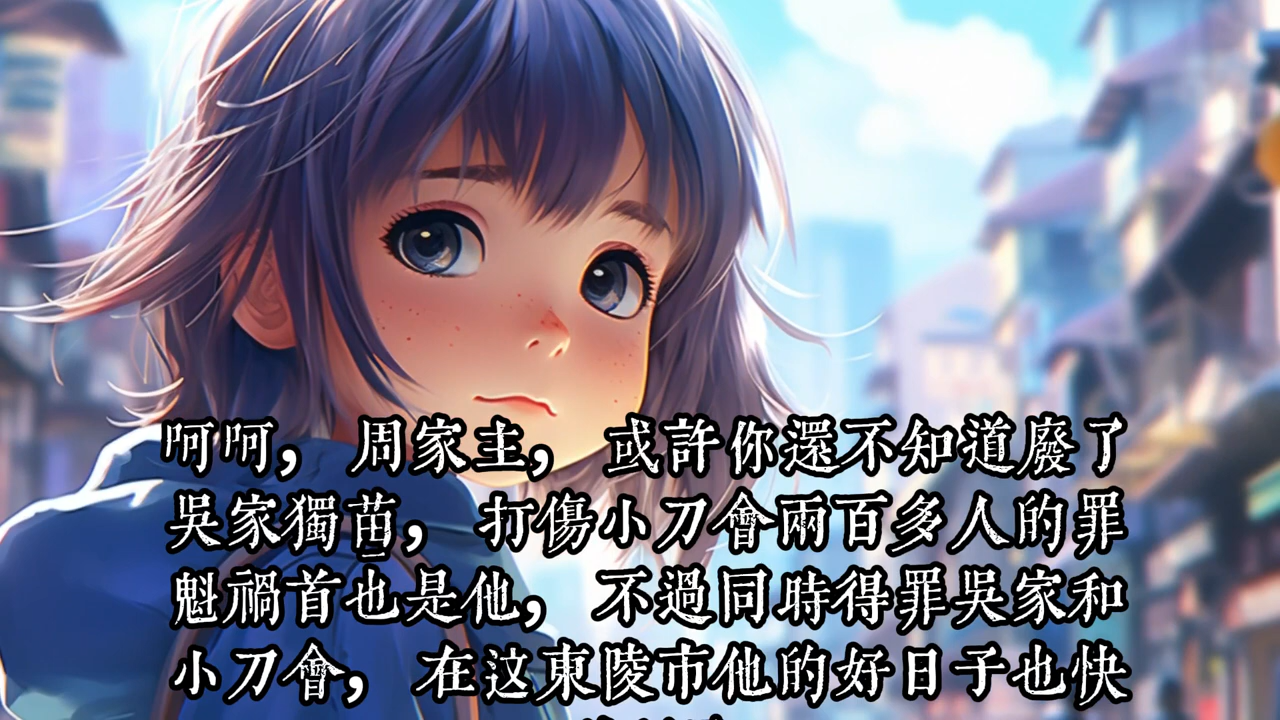 呵呵， 周家主， 或許你還不知道廢了
吳家獨苗， 打傷小刀會兩百多人的罪
魁禍首也是他， 不過同時得罪吳家和
小刀會， 在这東陵市他的好日子也快